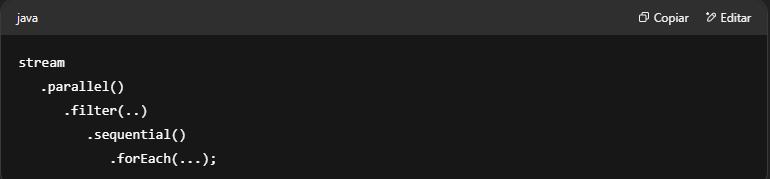 java
Copiar
Editar
stream
.parallel()
.filter(..)
.sequential()
.forEach(...);